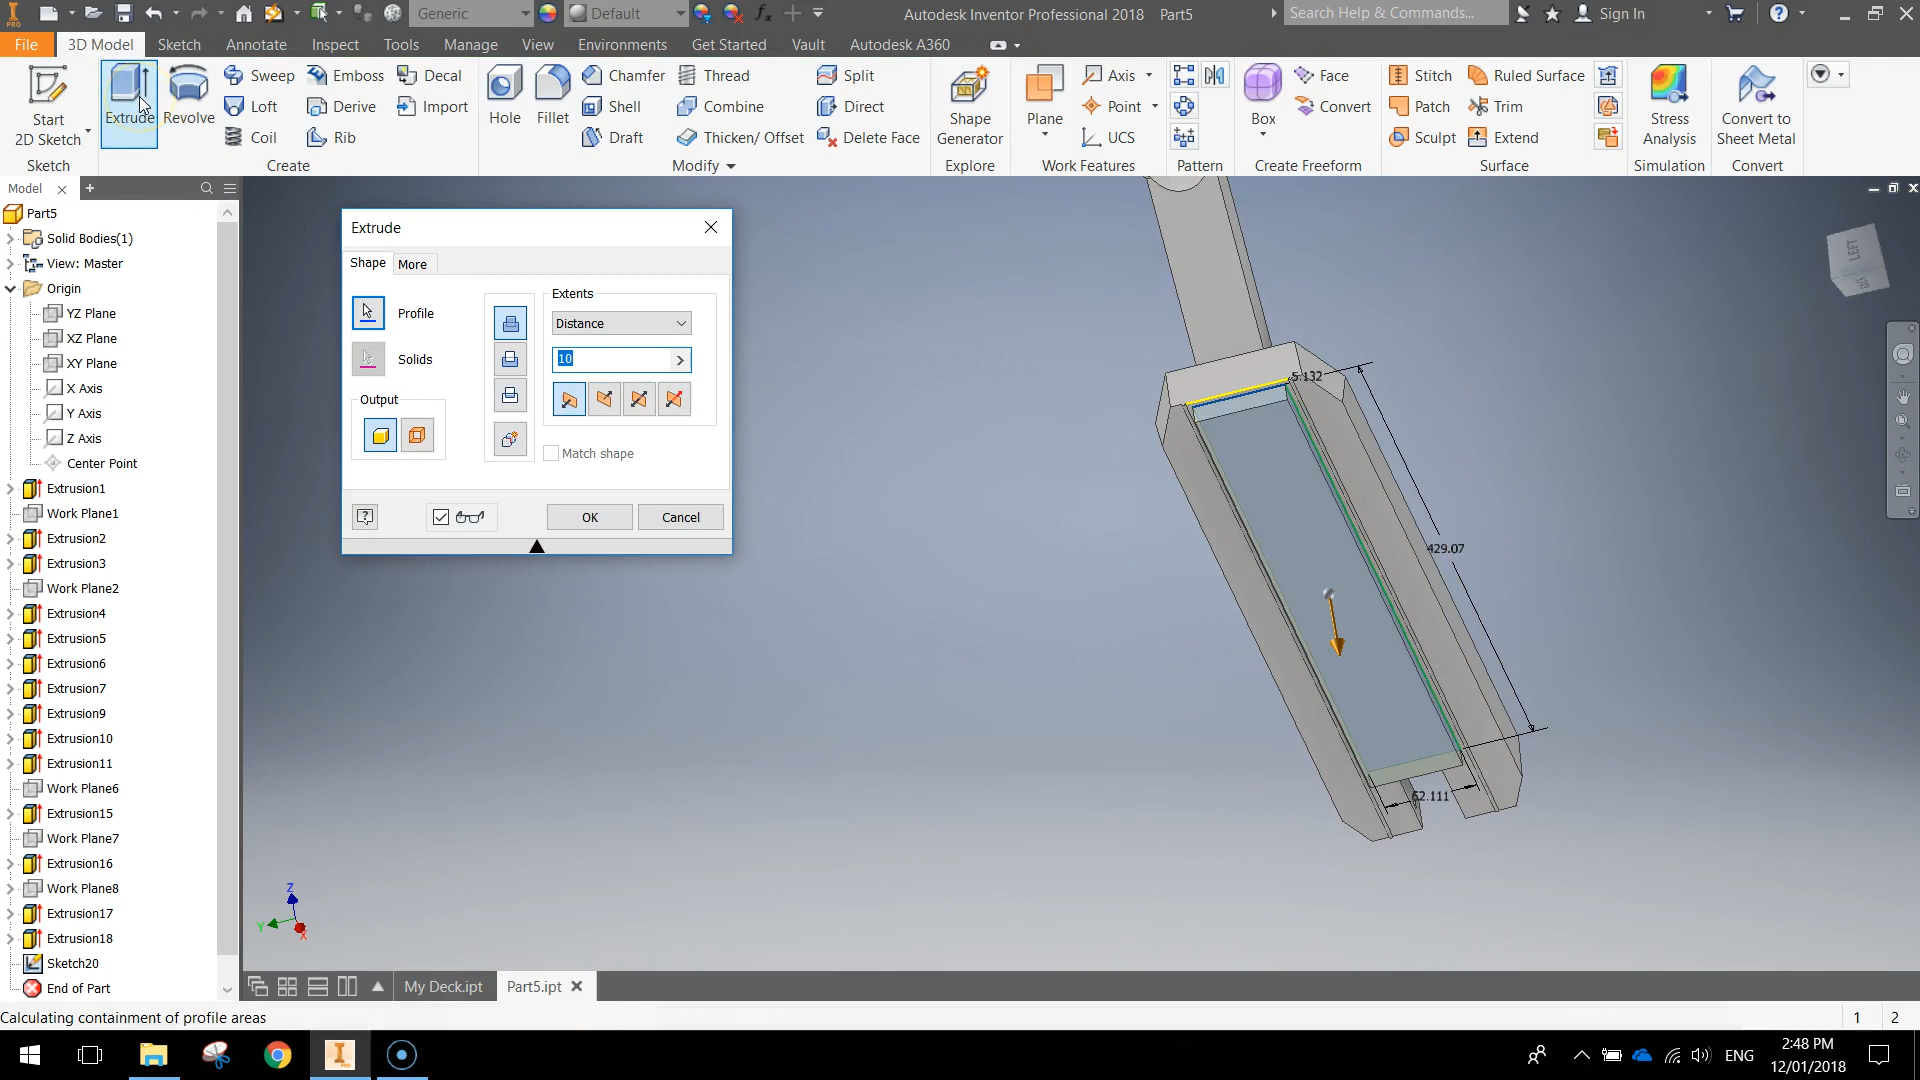 PRO
Generic
Default
fx
Autodesk Inventor Professional 2018 Part5
Search Help & Commands...
Sign In
File
3D Model
Sketch
Annotate
Inspect
Tools
Manage
View
Environments
Get Started
Vault
Autodesk A360
Start
2D Sketch
Extrude
Revolve
Sweep
Loft
Coil
Emboss
Derive
Rib
Decal
Import
Hole
Fillet
Chamfer
Shell
Draft
Thread
Combine
Thicken/ Offset
Split
Direct
Delete Face
Shape
Generator
Plane
Axis
Point
UCS
Box
Face
Convert
Stitch
Patch
Sculpt
Ruled Surface
Trim
Extend
Stress
Analysis
Convert to
Sheet Metal
Sketch
Create
Modify
Explore
Work Features
Pattern
Create Freeform
Surface
Simulation
Convert
Model
Part5
Solid Bodies(1)
View: Master
Origin
YZ Plane
XZ Plane
XY Plane
X Axis
Y Axis
Z Axis
Center Point
Extrusion1
Work Plane1
Extrusion2
Extrusion3
Work Plane2
Extrusion4
Extrusion5
Extrusion6
Extrusion7
Extrusion9
Extrusion10
Extrusion11
Work Plane6
Extrusion15
Work Plane7
Extrusion16
Work Plane8
Extrusion17
Extrusion18
Sketch20
End of Part
Extrude
Shape
More
Profile
Solids
Output
Extents
Distance
10
Match shape
OK
Cancel
5.132
429.07
62.111
LEFT
Z
Y
X
My Deck.ipt
Part5.ipt
Calculating containment of profile areas
1
2
ENG
2:48 PM
12/01/2018